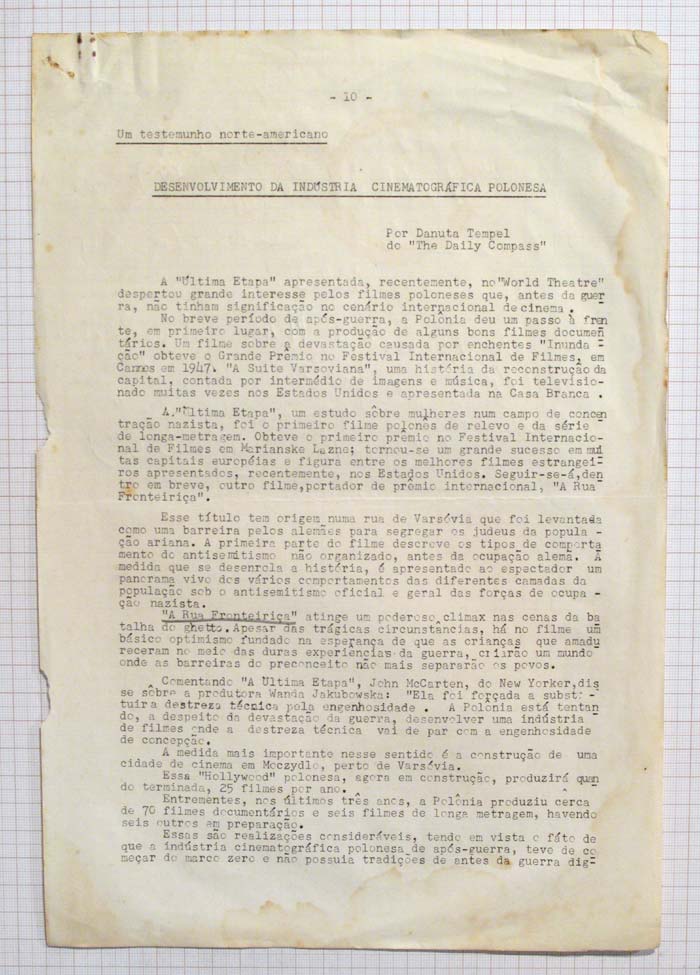 - 10 -
Um testemunho norte-americano
DESENVOLVIMENTO DA INDÚSTRIA CINEMATOGRÁFICA POLONESA
Por Danuta Tempel
do "The Daily Compass"
A "Última Etapa" apresentada, recentemente, no "World Theatre"
despertou grande interesse pelos filmes poloneses que, antes da guer
ra, não tinham significação no cenário internacional de cinema.
No breve período de após-guerra, a Polonia deu um passo à fren
te, em primeiro lugar, com a produção de alguns bons filmes documen
tários. Um filme sobre a devastação causada por enchentes "Inunda -
ção" obteve o Grande Prêmio no Festival Internacional de Filmes, em
Cannes em 1947. "A Suite Varsoviana", uma história da reconstrução da
capital, contada por intermédio de imagens e música, foi televisio-
nado muitas vezes nos Estados Unidos e apresentada na Casa Branca .
A "Última Etapa", um estudo sôbre mulheres num campo de concen
tração nazista, foi o primeiro filme polones de relevo e da série -
de longa-metragem. Obteve o primeiro prêmio no Festival Internacio-
nal de Filmes em Marianske Lazne; tornou-se um grande sucesso em mui
tas capitais européias e figura entre os melhores filmes estrangei-
ros apresentados, recentemente, nos Estados Unidos. Seguir-se-á,den
tro em breve, outro filme,portador de prêmio internacional, "A Rua
Fronteiriça".
Esse título tem origem numa rua de Varsóvia que foi levantada
como uma barreira pelos alemães para segregar os judeus da popula -
ção ariana. A primeira parte do filme descreve os tipos de comporta
mento do antisemitismo não organizado, antes da ocupação alemã. À
medida que se desenrola a história, é apresentado ao espectador um
panorama vivo dos vários comportamentos das diferentes camadas da
população sob o antisemitismo oficial e geral das forças de ocupa -
ção nazista.
"A Rua Fronteiriça" atinge um poderoso climax nas cenas da ba
talha do ghetto. Apesar das trágicas circunstancias, há no filme um
básico optimismo fundado na esperança de que as crianças que amadu
receram no meio das duras experiencias da guerra, criarão um mundo
onde as barreiras do preconceito não mais separarão os povos.
Comentando "A Última Etapa", John McCarten, do New Yorker,dis
se sôbre a produtora Wanda Jakubowska: "Ela foi forçada a substi -
tuira destreza técnica pela engenhosidade . A Polonia está tentan
do, a despeito da devastação da guerra, desenvolver uma indústria
de filmes onde a destreza técnica vai de par com a engenhosidade
de concepção.
A medida mais importante nesse sentido é a construção de uma
cidade de cinema em Moczydlo, perto de Varsóvia.
Essa "Hollywood" polonesa, agora em construção, produzirá quan
do terminada, 25 filmes por ano.
Entrementes, nos últimos três anos, a Polônia produziu cerca
de 70 filmes documentários e seis filmes de longa metragem, havendo
seis outros em preparação.
Essas são realizações consideráveis, tendo em vista o fáto de
que a indústria cinematográfica polonesa de após-guerra, teve de co
meçar do marco zero e não possuia tradições de antes da guerra dig-